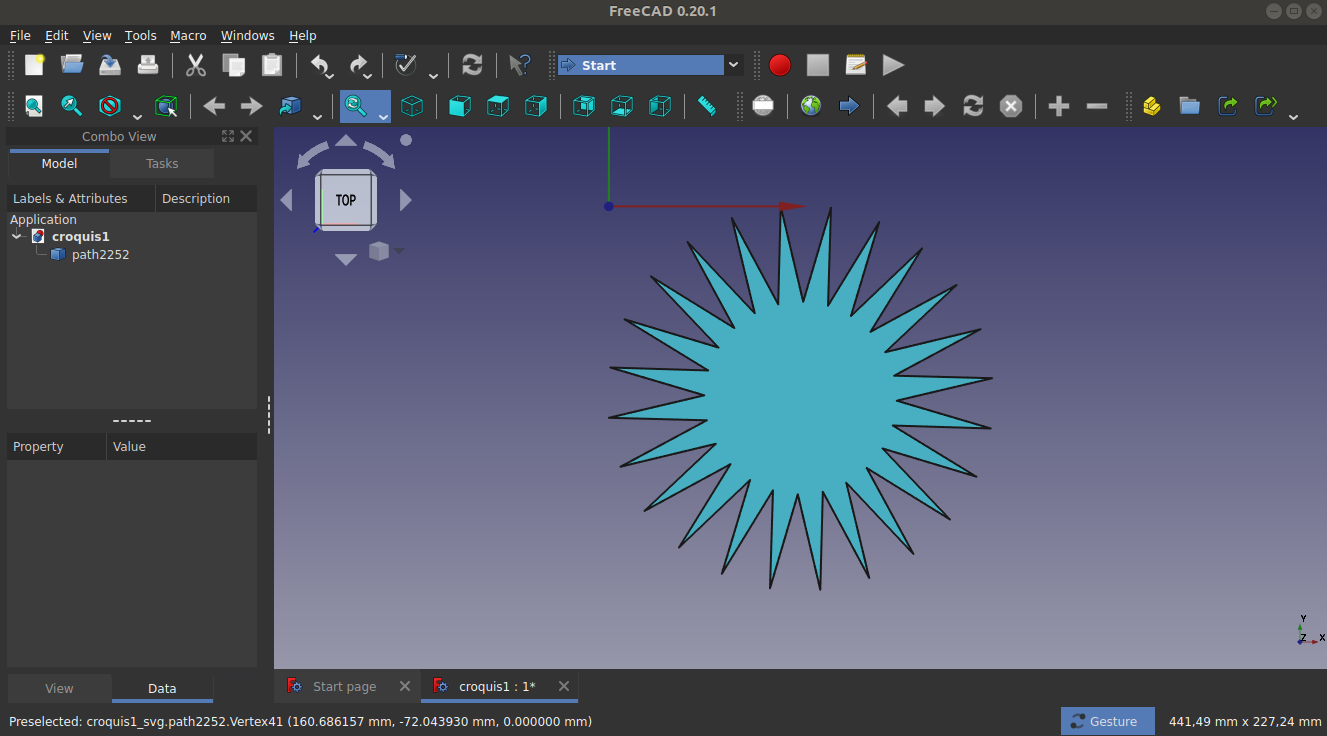 FreeCAD 0.20.1
File Edit View Tools Macro Windows Help
Start
Combo View
Model Tasks
Labels & Attributes Description
Application
croquis1
path2252
TOP
Property Value
Y
Z X
View Data
Start page croquis1 : 1*
Preselected: croquis1_svg.path2252.Vertex41 (160.686157 mm, -72.043930 mm, 0.000000 mm) Gesture 441,49 mm x 227,24 mm